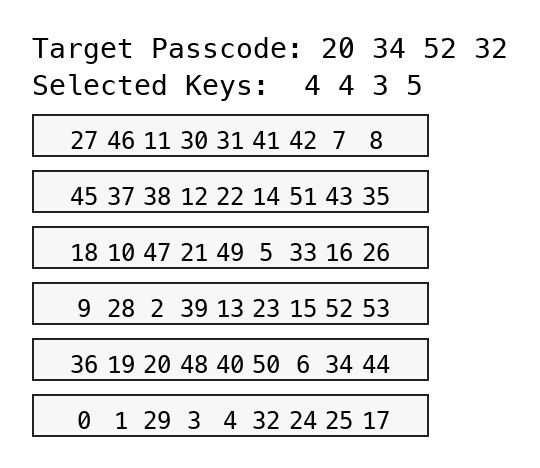 Target Passcode: 20 34 52 32
Selected Keys: 4 4 3 5
27 46 11 30 31 41 42 7 8
45 37 38 12 22 14 51 43 35
18 10 47 21 49 5 33 16 26
9 28 2 39 13 23 15 52 53
36 19 20 48 40 50 6 34 44
0 1 29 3 4 32 24 25 17